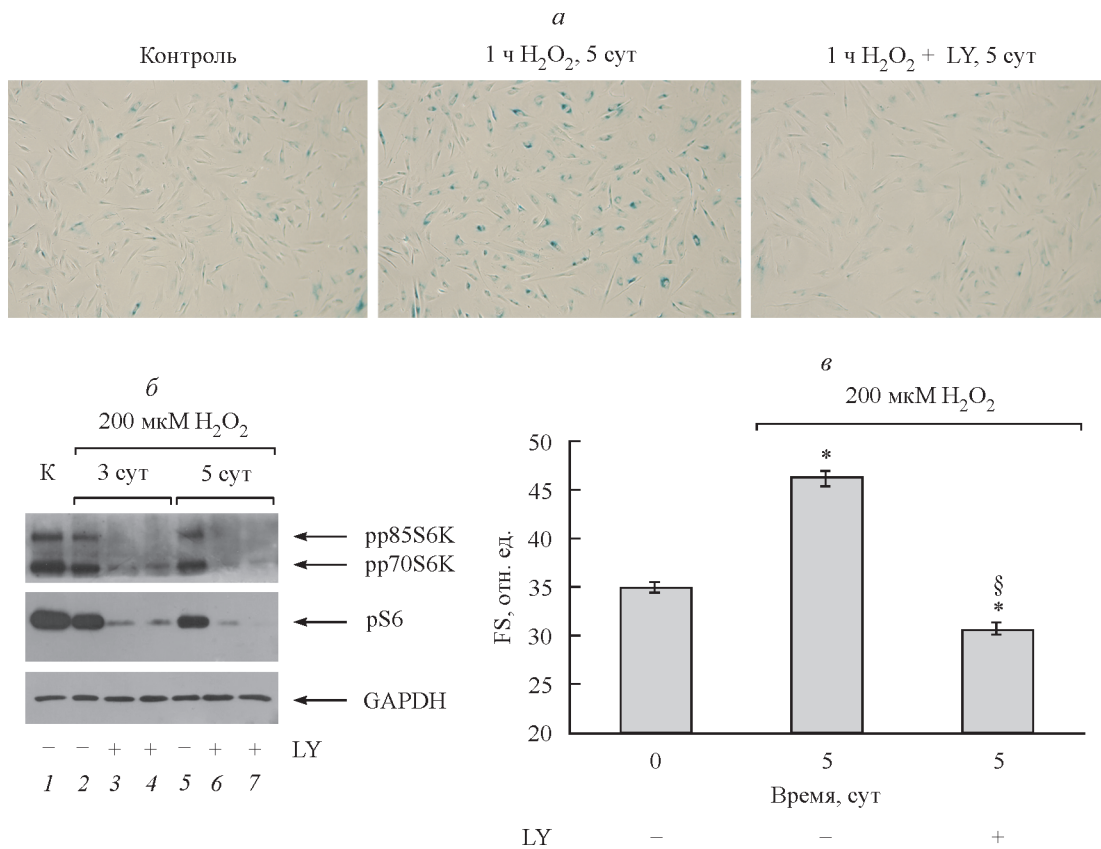 а
Контроль
1 ч H₂O₂, 5 сут
1 ч H₂O₂ + LY, 5 сут
б
200 мкМ H₂O₂
К
3 сут
5 сут
pp85S6K
pp70S6K
pS6
GAPDH
– – + + – + + LY
1 2 3 4 5 6 7
в
200 мкМ H₂O₂
FS, отн. ед.
50
45
40
35
30
25
20
*
§
*
0 5 5
Время, сут
LY – – +